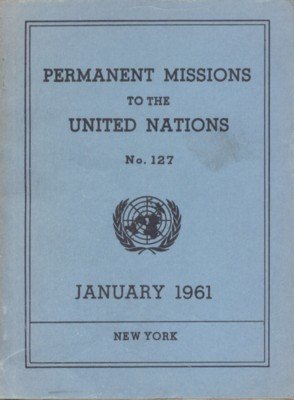 PERMANENT MISSIONS
TO THE
UNITED NATIONS
No. 127
JANUARY 1961
NEW YORK